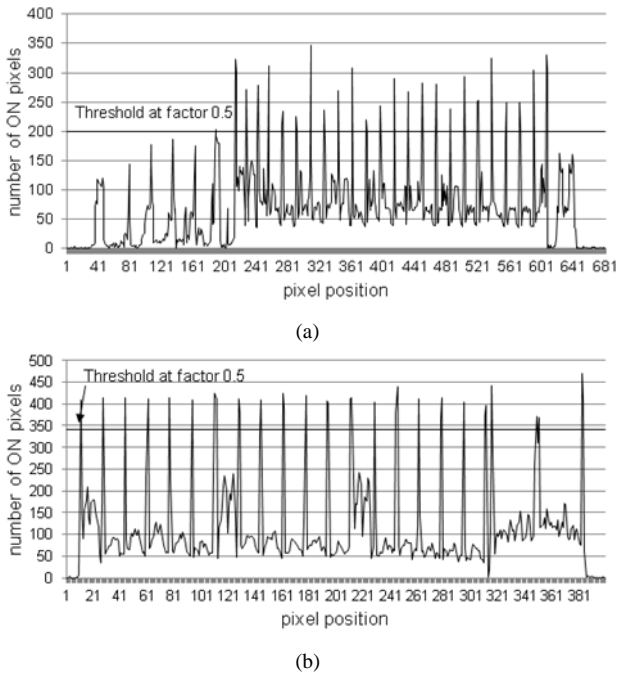 400
350
300
250
200
150
100
50
0
number of ON pixels
Threshold at factor 0.5
1 41 81 121 161 201 241 281 321 361 401 441 481 521 561 601 641 681
pixel position
(a)
500
450
400
350
300
250
200
150
100
50
0
number of ON pixels
Threshold at factor 0.5
1 21 41 61 81 101 121 141 161 181 201 221 241 261 281 301 321 341 361 381
pixel position
(b)